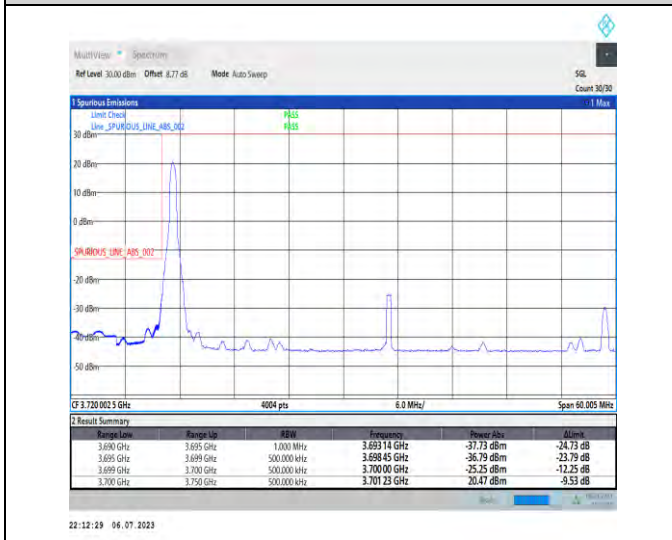 MultiView Spectrum
Ref Level 30.00 dBm Offset 8.77 dB Mode Auto Sweep SGL
Count 30/30
1 Spurious Emissions 1 Max
Limit Check PASS
Line _SPURIOUS_LINE_ABS_002 PASS
30 dBm
20 dBm
10 dBm
0 dBm
SPURIOUS_LINE_ABS_002
-20 dBm
-30 dBm
-40 dBm
-50 dBm
CF 3.720 002 5 GHz 4004 pts 6.0 MHz/ Span 60.005 MHz
2 Result Summary
Range Low Range Up RBW Frequency Power Abs ΔLimit
3.690 GHz 3.695 GHz 1.000 MHz 3.693 14 GHz -37.73 dBm -24.73 dB
3.695 GHz 3.699 GHz 500.000 kHz 3.698 45 GHz -36.79 dBm -23.79 dB
3.699 GHz 3.700 GHz 500.000 kHz 3.700 00 GHz -25.25 dBm -12.25 dB
3.700 GHz 3.750 GHz 500.000 kHz 3.701 23 GHz 20.47 dBm -9.53 dB
22:12:29 06.07.2023